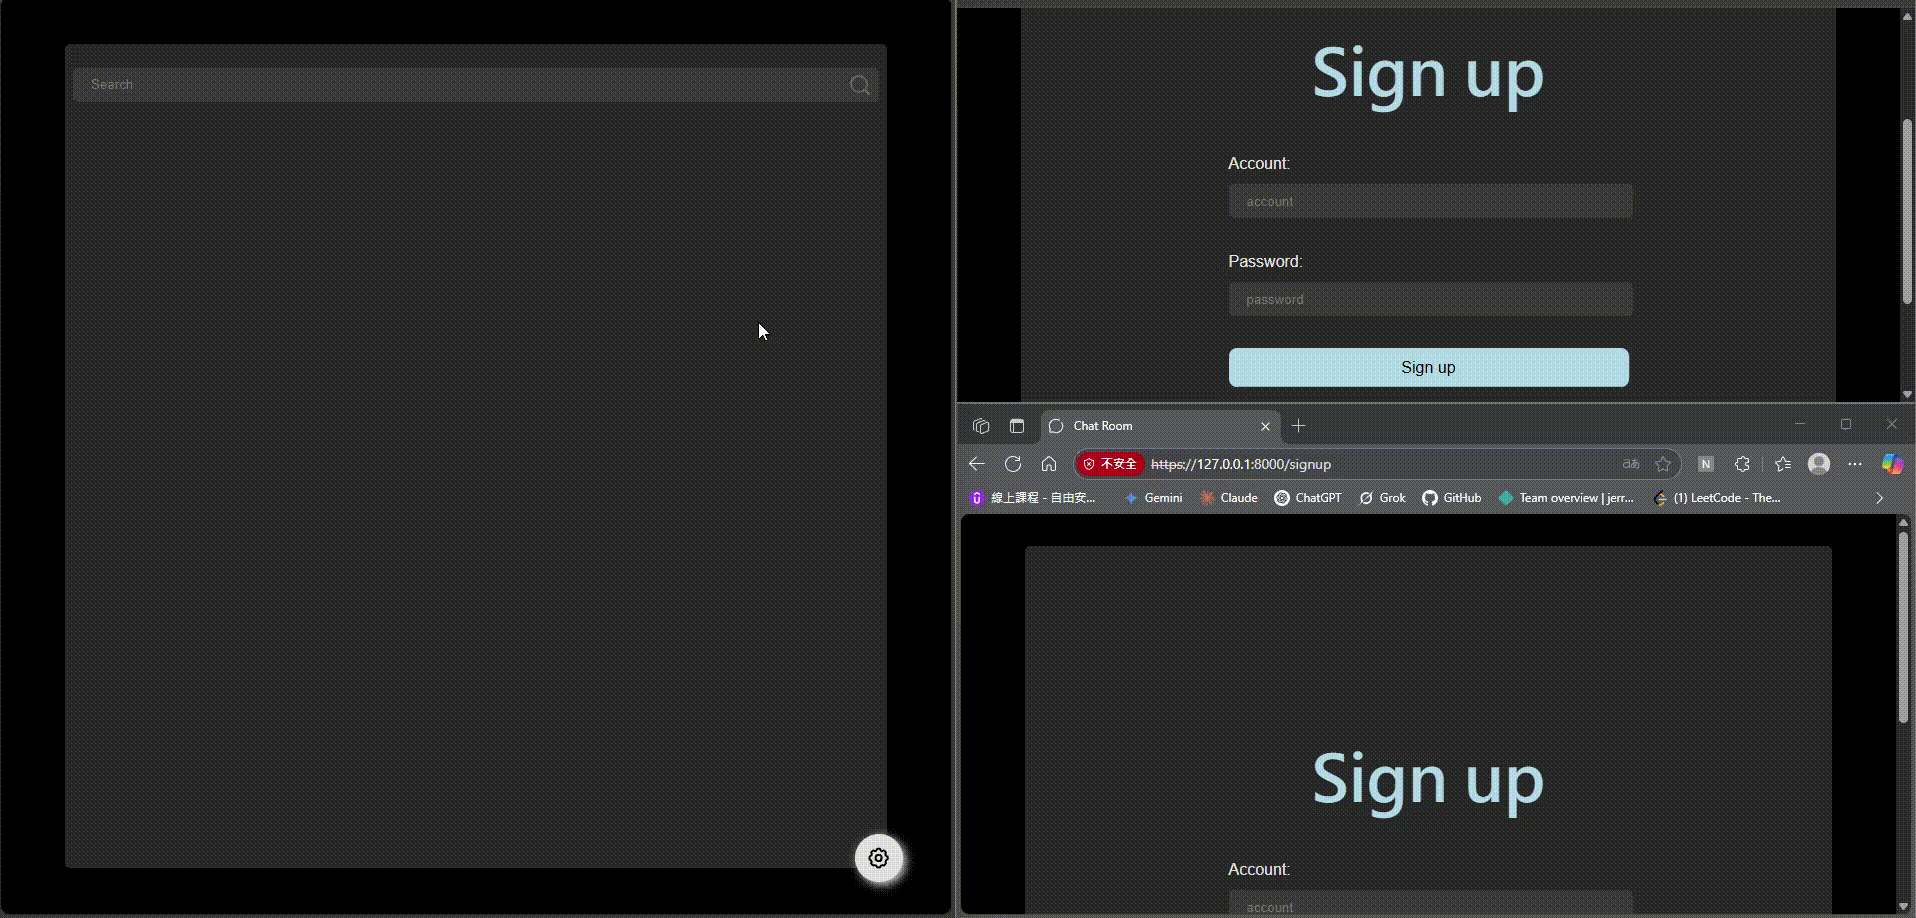 Search
Sign up
Account:
account
Password:
password
Sign up
Chat Room
不安全 https://127.0.0.1:8000/signup
aあ
N
線上課程 - 自由安... Gemini Claude ChatGPT Grok GitHub Team overview | jerr... (1) LeetCode - The...
Sign up
Account:
account